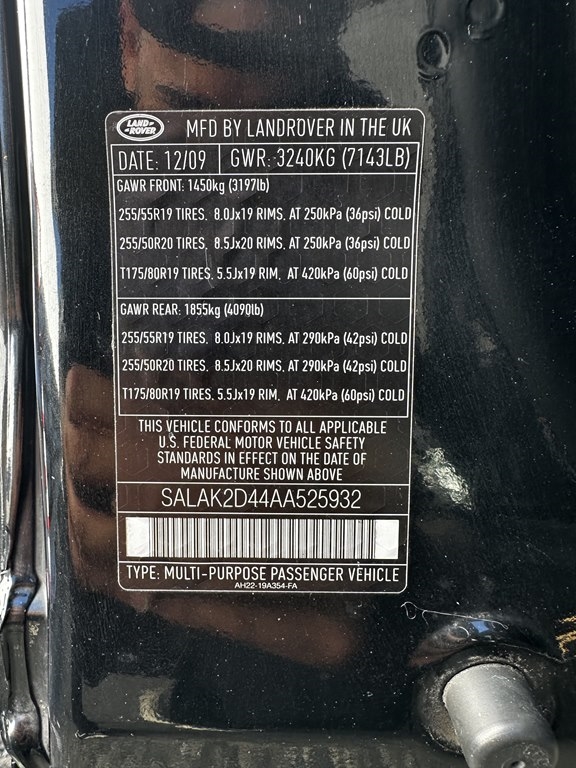 LAND ROVER
MFD BY LANDROVER IN THE UK
DATE: 12/09 GWR: 3240KG (7143LB)
GAWR FRONT: 1450kg (3197lb)
255/55R19 TIRES. 8.0Jx19 RIMS. AT 250kPa (36psi) COLD
255/50R20 TIRES. 8.5Jx20 RIMS. AT 250kPa (36psi) COLD
T175/80R19 TIRES. 5.5Jx19 RIM. AT 420kPa (60psi) COLD
GAWR REAR: 1855kg (4090lb)
255/55R19 TIRES. 8.0Jx19 RIMS. AT 290kPa (42psi) COLD
255/50R20 TIRES. 8.5Jx20 RIMS. AT 290kPa (42psi) COLD
T175/80R19 TIRES. 5.5Jx19 RIM. AT 420kPa (60psi) COLD
THIS VEHICLE CONFORMS TO ALL APPLICABLE
U.S. FEDERAL MOTOR VEHICLE SAFETY
STANDARDS IN EFFECT ON THE DATE OF
MANUFACTURE SHOWN ABOVE
SALAK2D44AA525932
TYPE: MULTI-PURPOSE PASSENGER VEHICLE
AH22-19A354-FA